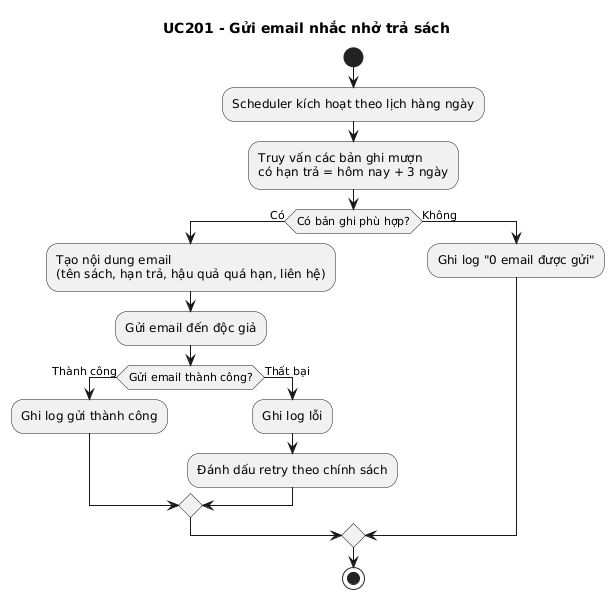 UC201 - Gửi email nhắc nhở trả sách
Scheduler kích hoạt theo lịch hàng ngày
Truy vấn các bản ghi mượn
có hạn trả = hôm nay + 3 ngày
Có bản ghi phù hợp?
Có
Không
Tạo nội dung email
(tên sách, hạn trả, hậu quả quá hạn, liên hệ)
Ghi log "0 email được gửi"
Gửi email đến độc giả
Gửi email thành công?
Thành công
Thất bại
Ghi log gửi thành công
Ghi log lỗi
Đánh dấu retry theo chính sách